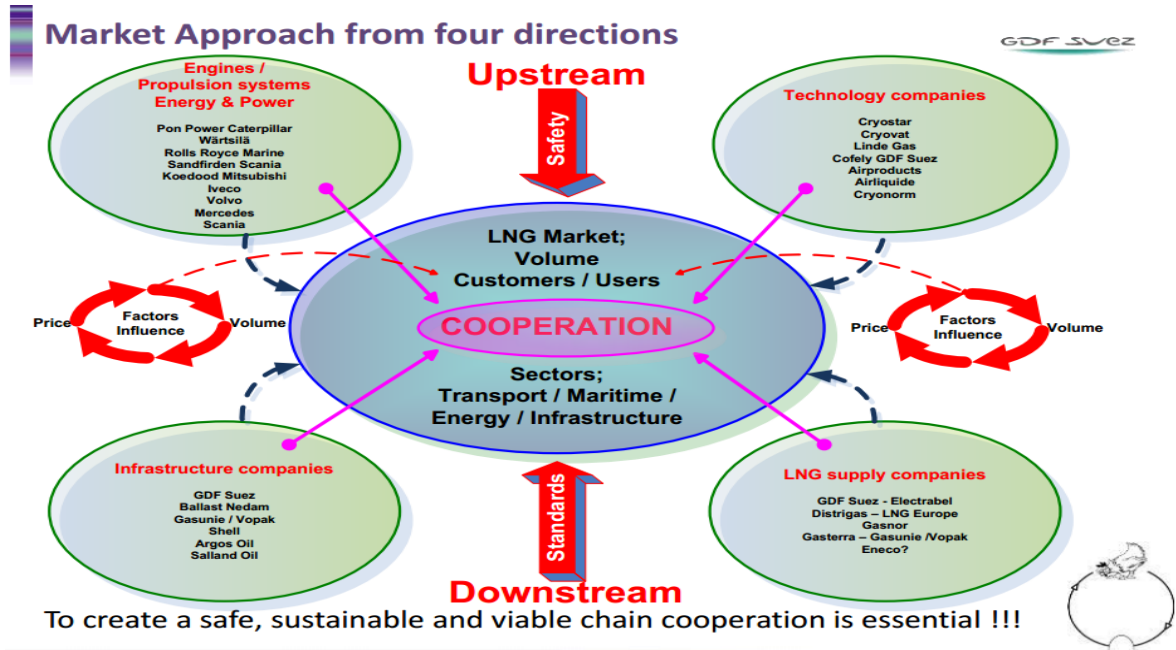 Market Approach from four directions
GDF SUEZ
Engines /
Propulsion systems
Energy & Power
Pon Power Caterpillar
Wärtsilä
Rolls Royce Marine
Sandfirden Scania
Koedood Mitsubishi
Iveco
Volvo
Mercedes
Scania
Upstream
Safety
Technology companies
Cryostar
Cryovat
Linde Gas
Cofely GDF Suez
Airproducts
Airliquide
Cryonorm
LNG Market;
Volume
Customers / Users
COOPERATION
Sectors;
Transport / Maritime /
Energy / Infrastructure
Price
Factors
Influence
Volume
Price
Factors
Influence
Volume
Infrastructure companies
GDF Suez
Ballast Nedam
Gasunie / Vopak
Shell
Argos Oil
Salland Oil
Standards
Downstream
LNG supply companies
GDF Suez - Electrabel
Distrigas – LNG Europe
Gasnor
Gasterra – Gasunie /Vopak
Eneco?
To create a safe, sustainable and viable chain cooperation is essential !!!